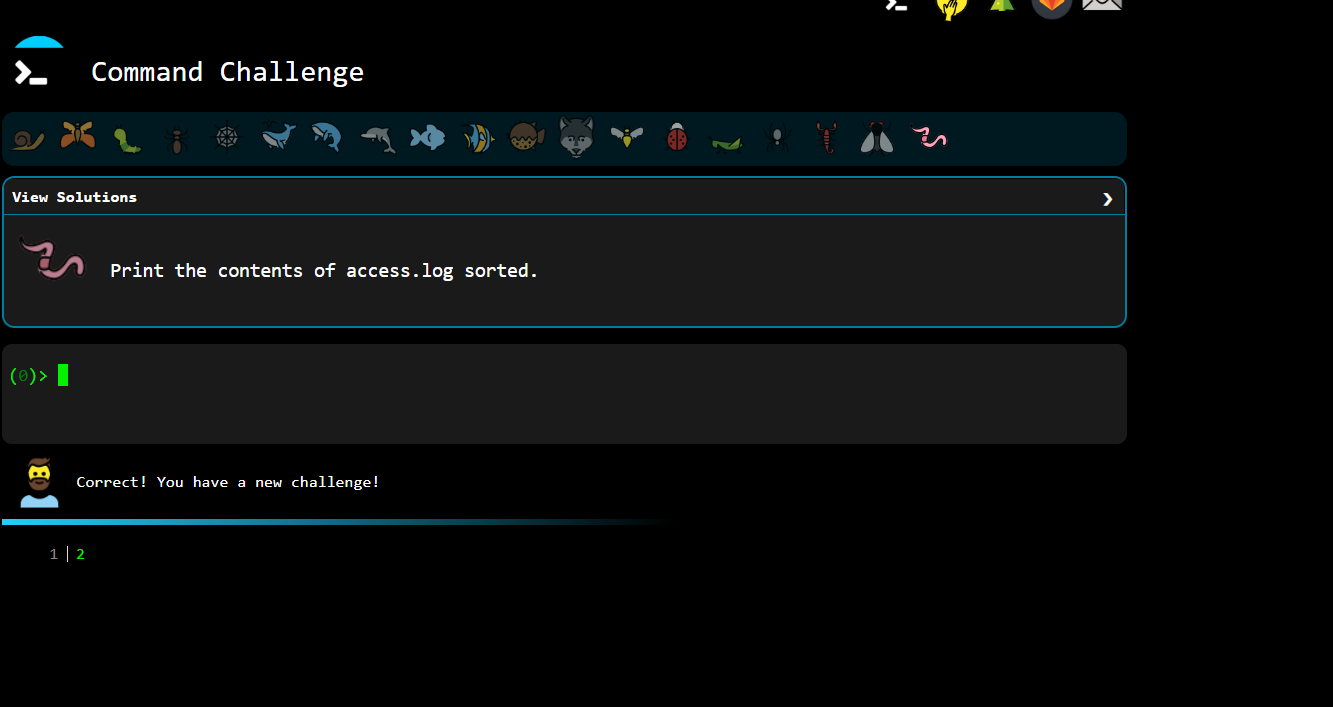 Command Challenge
View Solutions
Print the contents of access.log sorted.
(0)>
Correct! You have a new challenge!
1 | 2